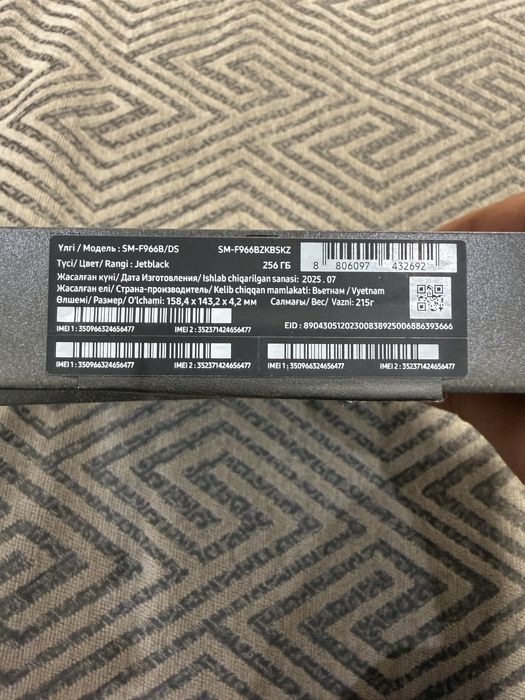 Үлгі / Модель : SM-F966B/DS SM-F966BZKBSKZ
Түсі/ Цвет/ Rangi : Jetblack 256 ГБ
8 806097 432692
Жасалған күні/ Дата Изготовления/ Ishlab chiqarilgan sanasi: 2025 . 07
Жасалған елі/ Страна-производитель/ Kelib chiqqan mamlakati: Вьетнам / Vyetnam
Өлшемі/ Размер/ O'lchami: 158,4 x 143,2 x 4,2 мм Салмағы/ Вес/ Vazni: 215г
EID : 89043051202300838925006886393666
IMEI 1 : 350966324656477 IMEI 2 : 352371424656477
IMEI 1 : 350966324656477 IMEI 2 : 352371424656477 IMEI 1 : 350966324656477 IMEI 2 : 352371424656477